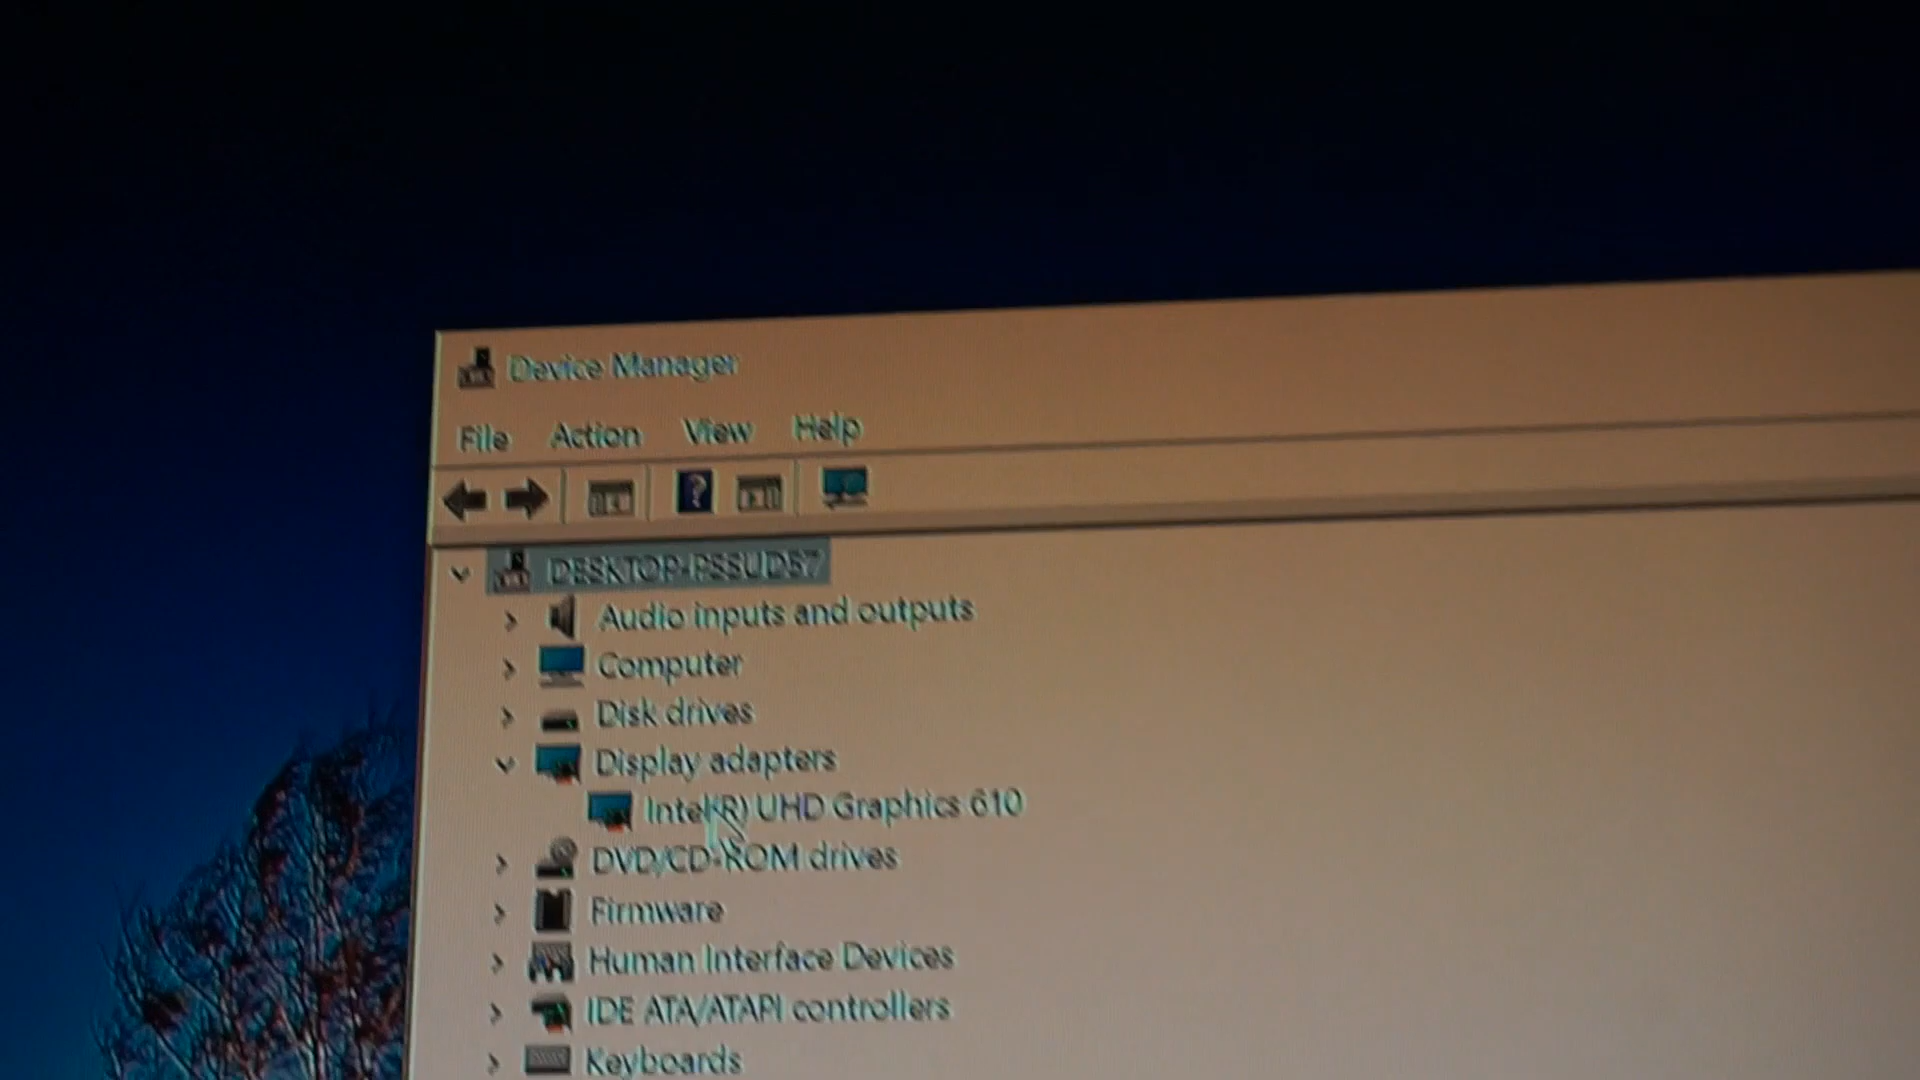 Device Manager
File Action View Help
DESKTOP-PSSUD57
Audio inputs and outputs
Computer
Disk drives
Display adapters
Intel(R) UHD Graphics 610
DVD/CD-ROM drives
Firmware
Human Interface Devices
IDE ATA/ATAPI controllers
Keyboards